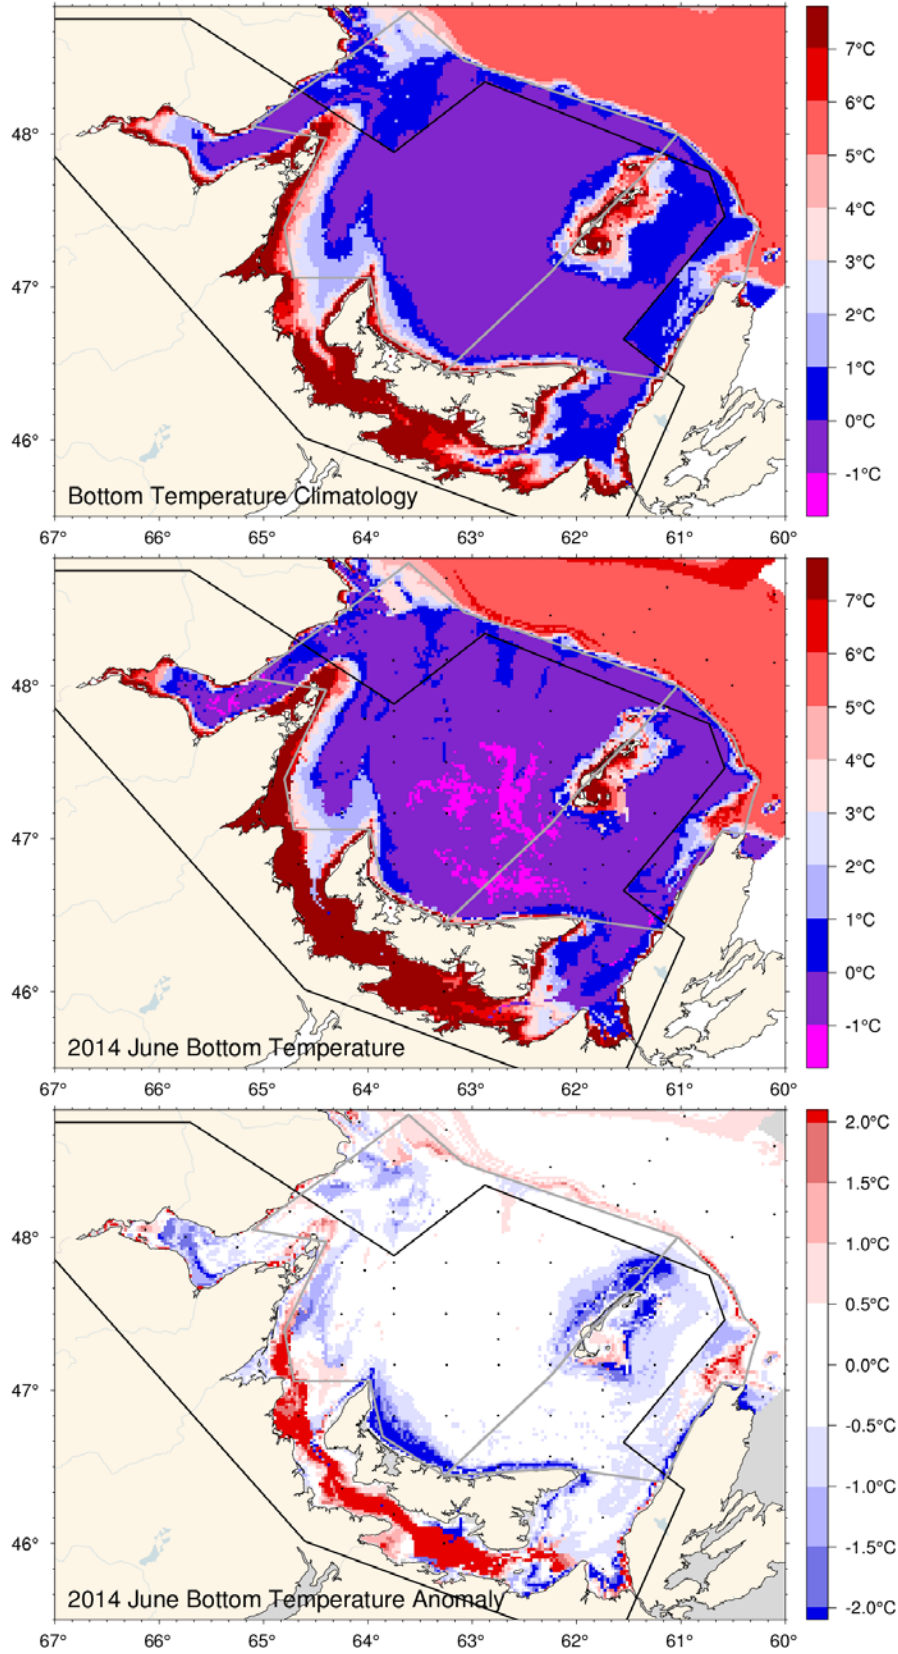 7°C
6°C
5°C
4°C
3°C
2°C
1°C
0°C
-1°C
48°
47°
46°
Bottom Temperature Climatology
67° 66° 65° 64° 63° 62° 61° 60°
7°C
6°C
5°C
4°C
3°C
2°C
1°C
0°C
-1°C
48°
47°
46°
2014 June Bottom Temperature
67° 66° 65° 64° 63° 62° 61° 60°
2.0°C
1.5°C
1.0°C
0.5°C
0.0°C
-0.5°C
-1.0°C
-1.5°C
-2.0°C
48°
47°
46°
2014 June Bottom Temperature Anomaly
67° 66° 65° 64° 63° 62° 61° 60°